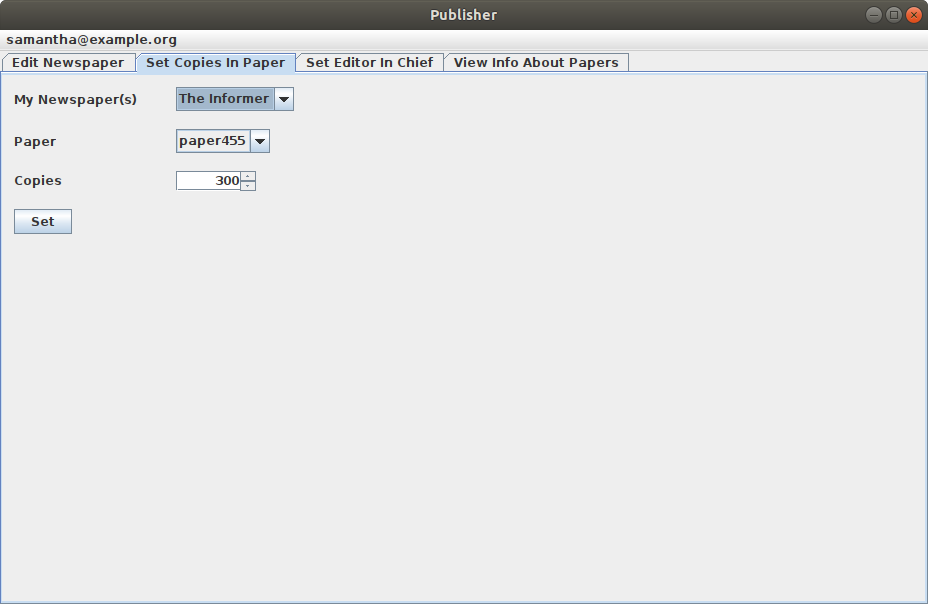 Publisher
samantha@example.org
Edit Newspaper Set Copies In Paper Set Editor In Chief View Info About Papers
My Newspaper(s) The Informer
Paper paper455
Copies 300
Set